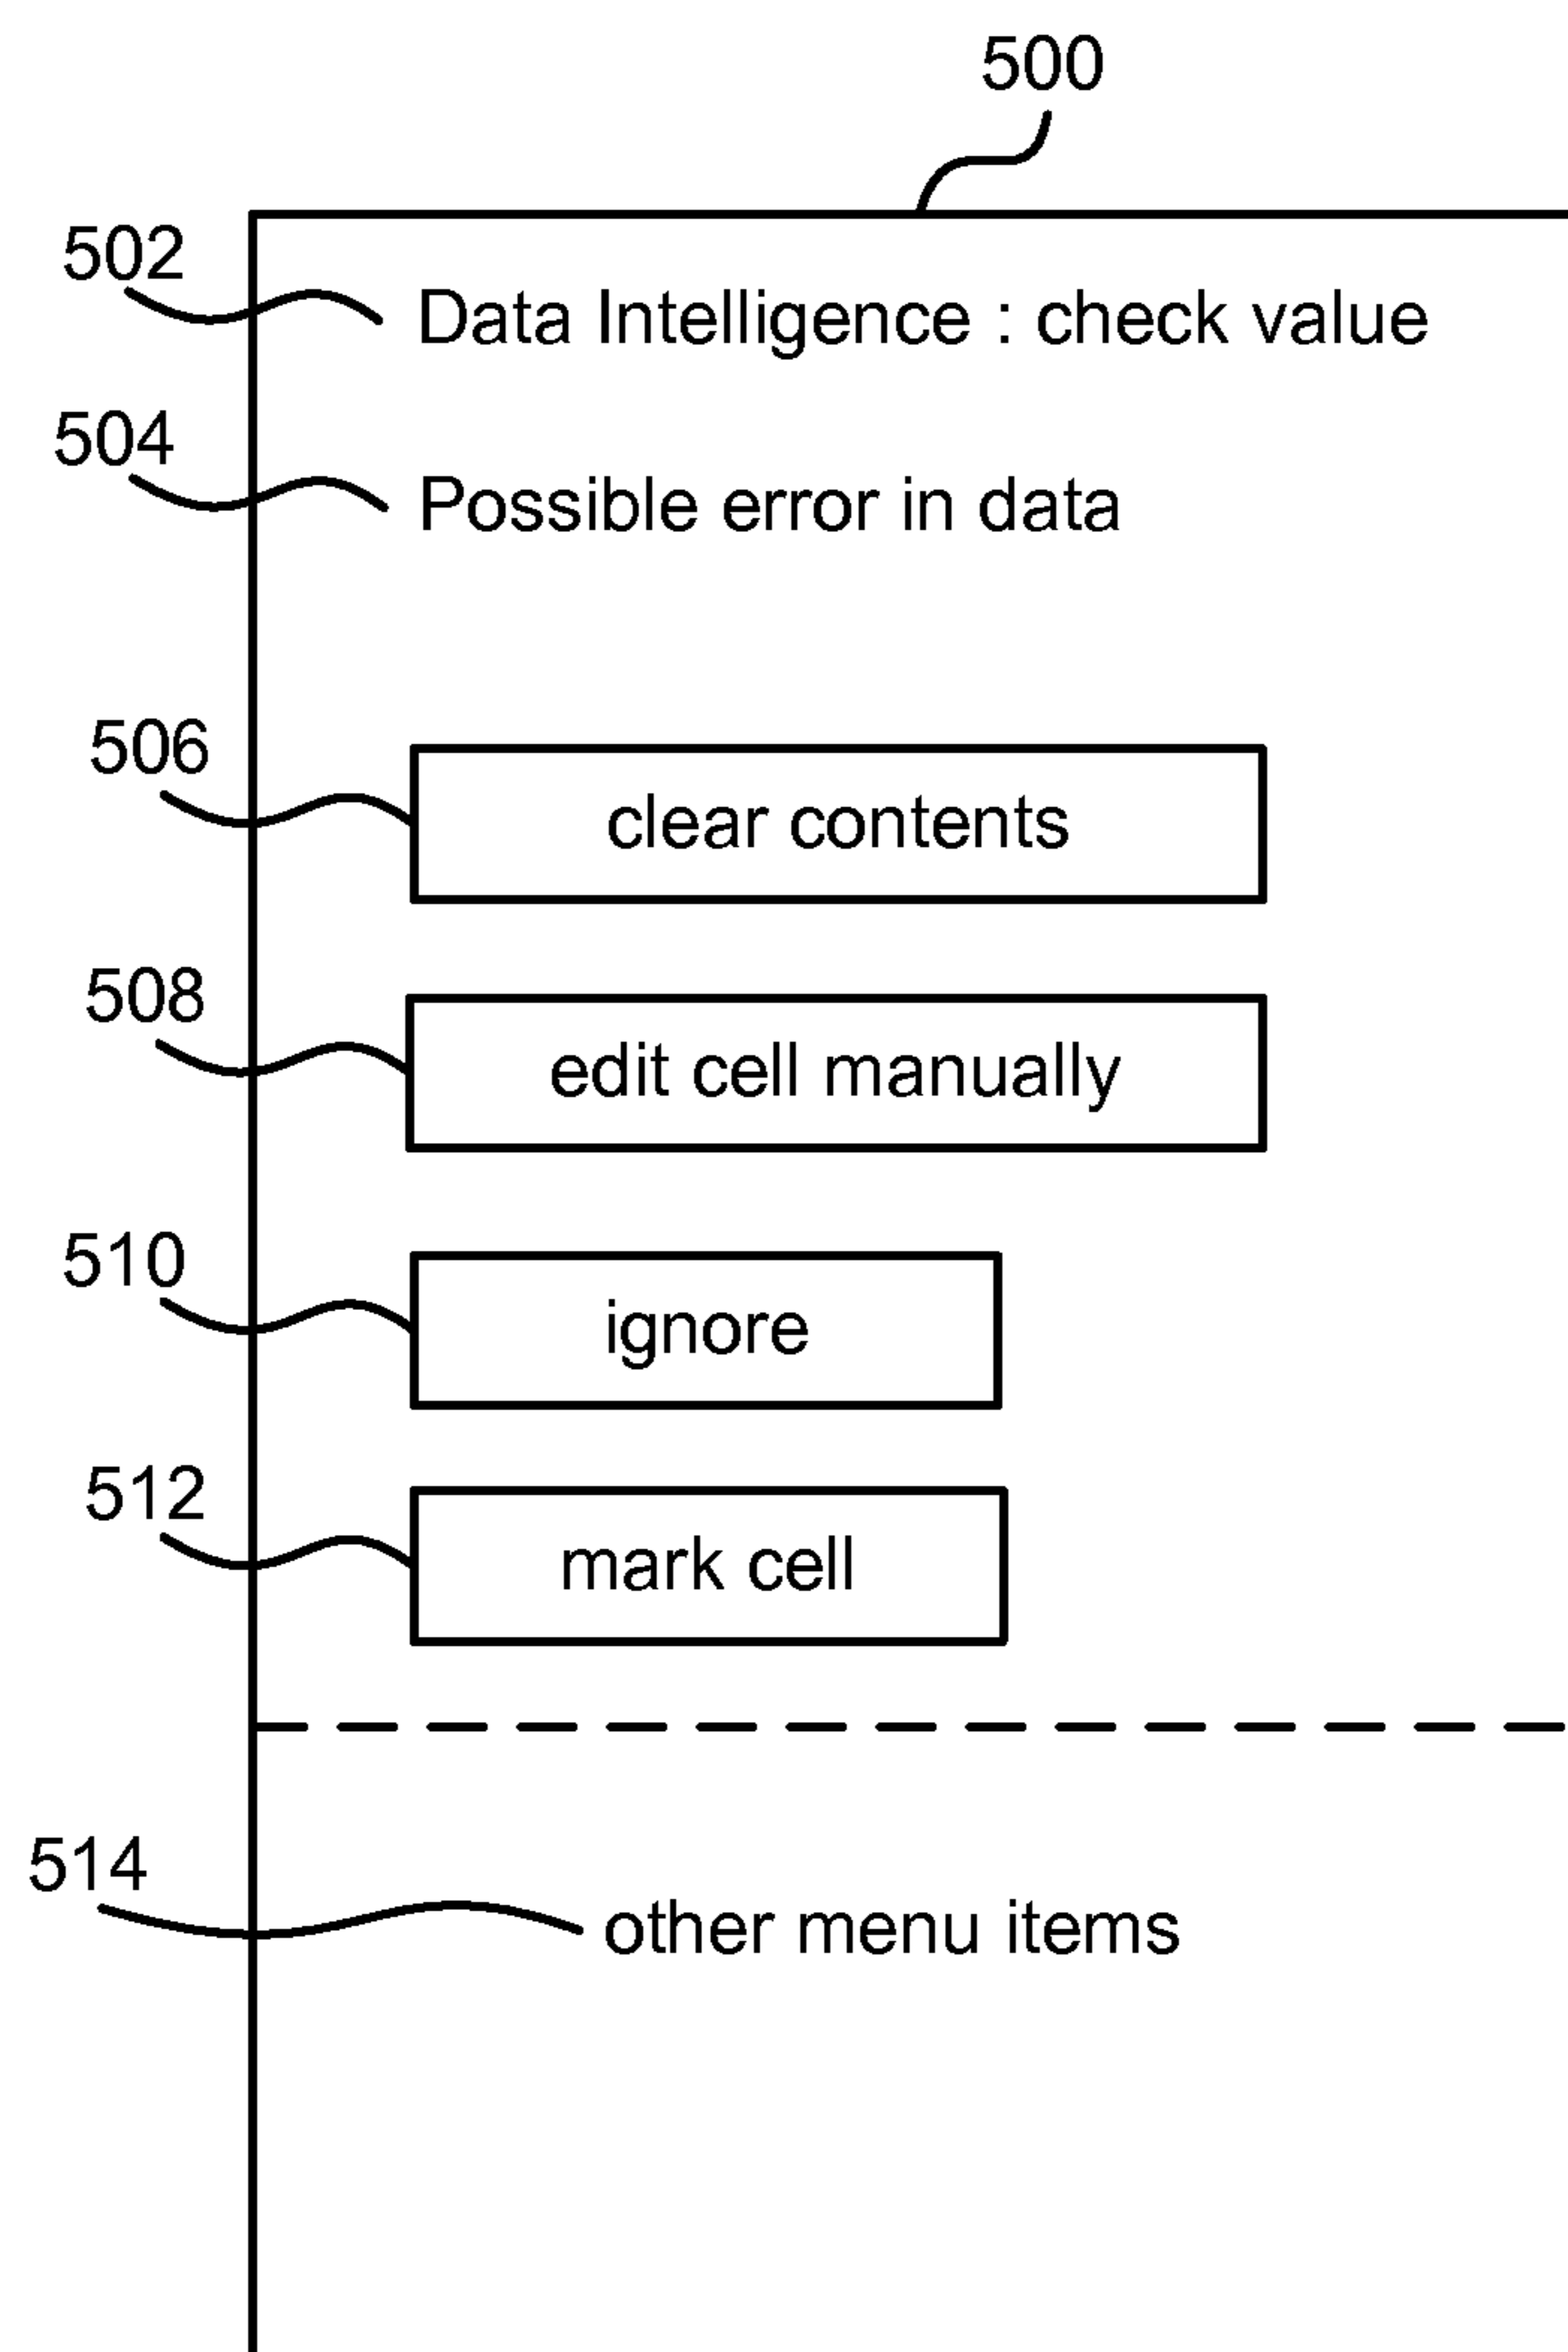 500
502
Data Intelligence : check value
504
Possible error in data
506
clear contents
508
edit cell manually
510
ignore
512
mark cell
514
other menu items